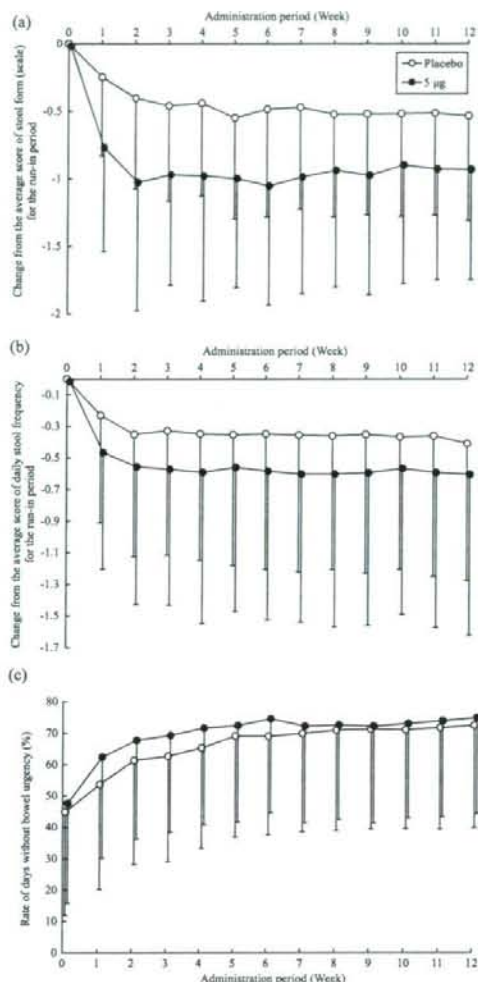 (a)
Administration period (Week)
0 1 2 3 4 5 6 7 8 9 10 11 12
Placebo
5 μg
0
-0.5
-1
-1.5
-2
Change from the average score of stool form (scale)
for the run-in period
(b)
Administration period (Week)
0 1 2 3 4 5 6 7 8 9 10 11 12
-0.1
-0.3
-0.5
-0.7
-0.9
-1.1
-1.3
-1.5
-1.7
Change from the average score of daily stool frequency
for the run-in period
(c)
80
70
60
50
40
30
20
10
0
Rate of days without bowel urgency (%)
0 1 2 3 4 5 6 7 8 9 10 11 12
Administration period (Week)